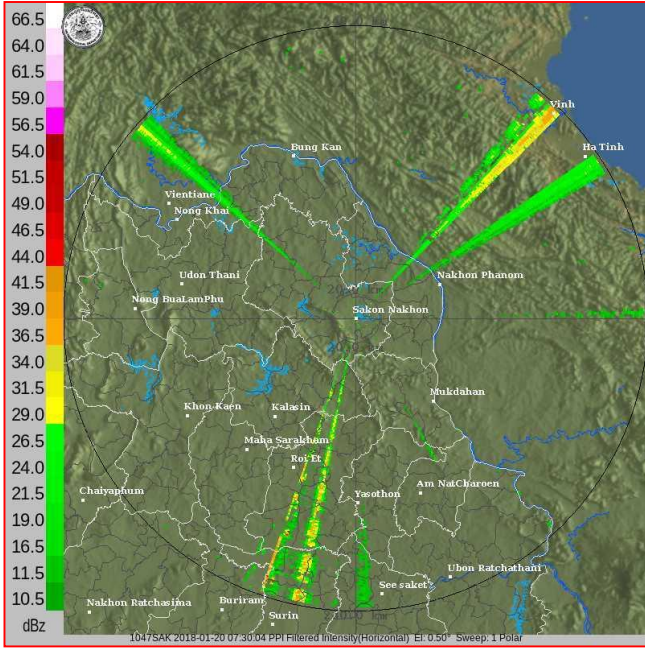 66.5
64.0
61.5
59.0
56.5
54.0
51.5
49.0
46.5
44.0
41.5
39.0
36.5
34.0
31.5
29.0
26.5
24.0
21.5
19.0
16.5
14.0
11.5
10.5
dBz
Vinh
Ha Tinh
Bung Kan
Vientiane
Nong Khai
Udon Thani
Nakhon Phanom
Nong BuaLamPhu
Sakon Nakhon
Mukdahan
Khon Kaen
Kalasin
Maha Sarakham
Roi Et
Chaiyaphum
Am NatCharoen
Yasothon
Ubon Ratchathani
See saket
Nakhon Ratchasima
Buriram
Surin
1047SAK 2018-01-20 07:30:04 PPI Filtered Intensity(Horizontal) El: 0.50° Sweep: 1 Polar